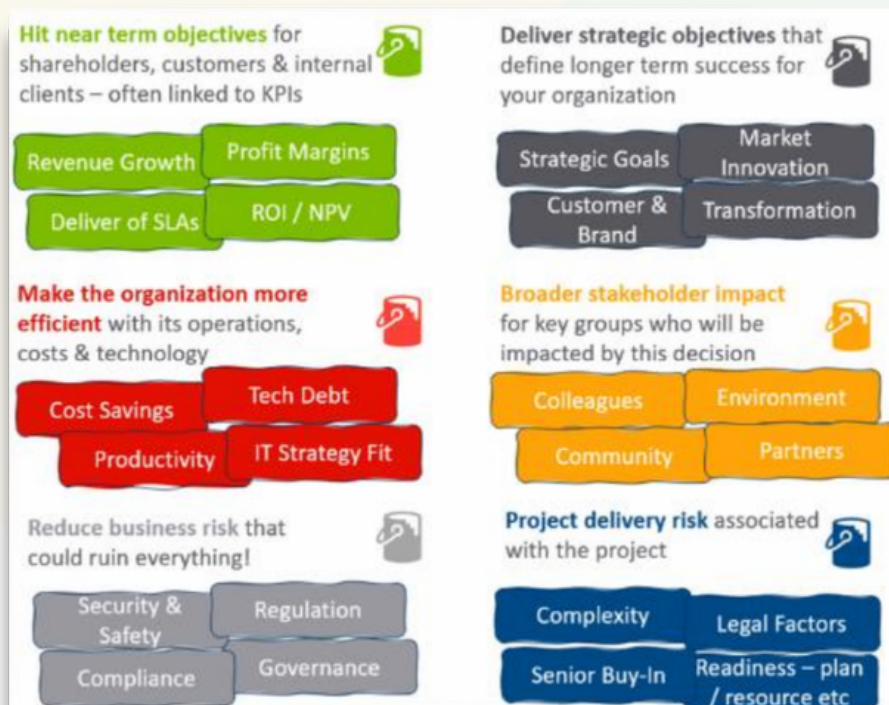 Hit near term objectives for
shareholders, customers & internal
clients – often linked to KPIs
Revenue Growth
Profit Margins
Deliver of SLAs
ROI / NPV
Deliver strategic objectives that
define longer term success for
your organization
Strategic Goals
Market
Innovation
Customer &
Brand
Transformation
Make the organization more
efficient with its operations,
costs & technology
Cost Savings
Tech Debt
Productivity
IT Strategy Fit
Broader stakeholder impact
for key groups who will be
impacted by this decision
Colleagues
Environment
Community
Partners
Reduce business risk that
could ruin everything!
Security &
Safety
Regulation
Compliance
Governance
Project delivery risk associated
with the project
Complexity
Legal Factors
Senior Buy-In
Readiness – plan
/ resource etc